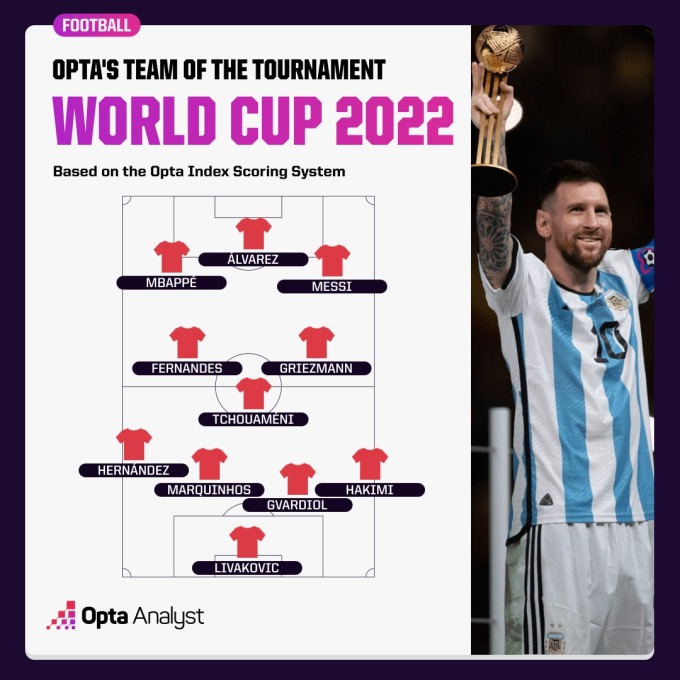 FOOTBALL
OPTA'S TEAM OF THE TOURNAMENT
WORLD CUP 2022
Based on the Opta Index Scoring System
ÁLVAREZ
MBAPPÉ
MESSI
FERNANDES
GRIEZMANN
TCHOUAMÉNI
HERNÁNDEZ
MARQUINHOS
HAKIMI
GVARDIOL
LIVAKOVIC
Opta Analyst
10